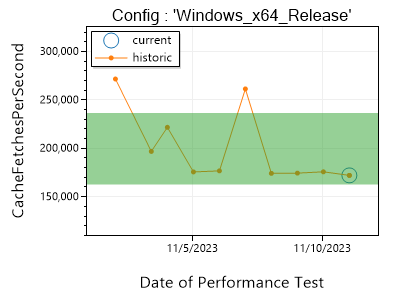 Config : 'Windows_x64_Release'
current
historic
300,000
250,000
200,000
150,000
CacheFetchesPerSecond
11/5/2023
11/10/2023
Date of Performance Test